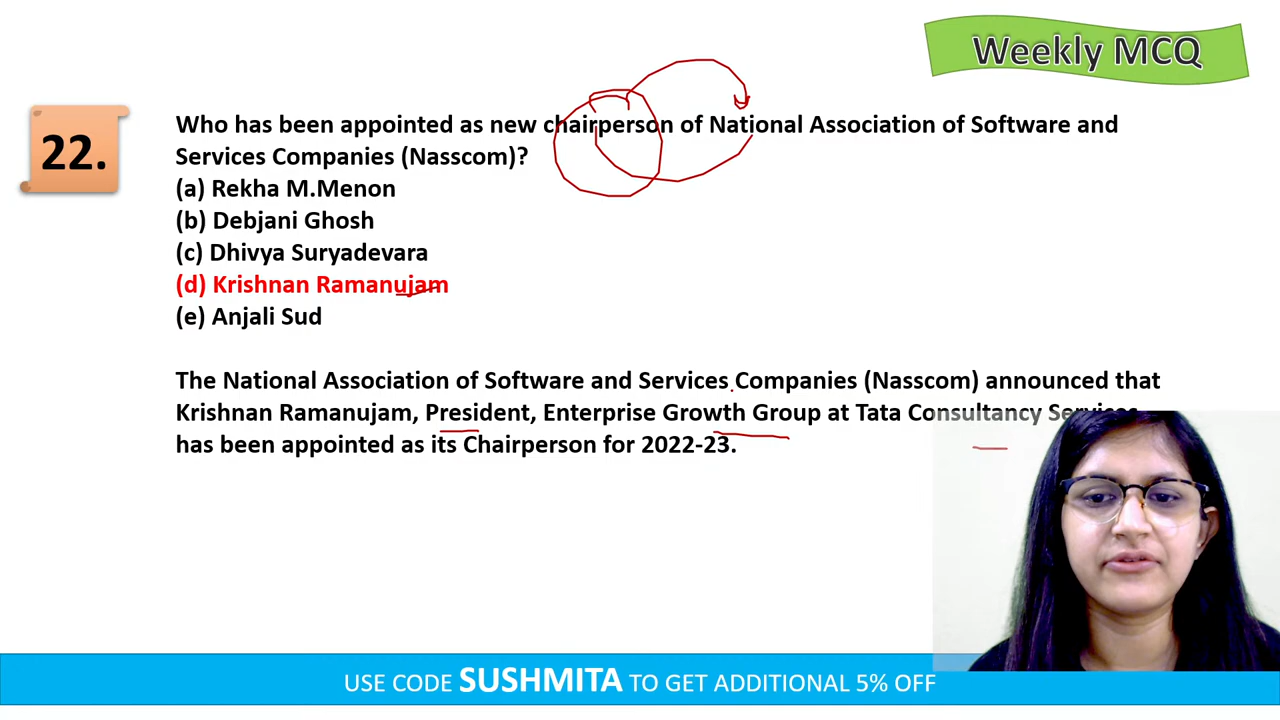 Weekly MCQ
22.
Who has been appointed as new chairperson of National Association of Software and
Services Companies (Nasscom)?
(a) Rekha M.Menon
(b) Debjani Ghosh
(c) Dhivya Suryadevara
(d) Krishnan Ramanujam
(e) Anjali Sud
The National Association of Software and Services Companies (Nasscom) announced that
Krishnan Ramanujam, President, Enterprise Growth Group at Tata Consultancy Services
has been appointed as its Chairperson for 2022-23.
USE CODE SUSHMITA TO GET ADDITIONAL 5% OFF